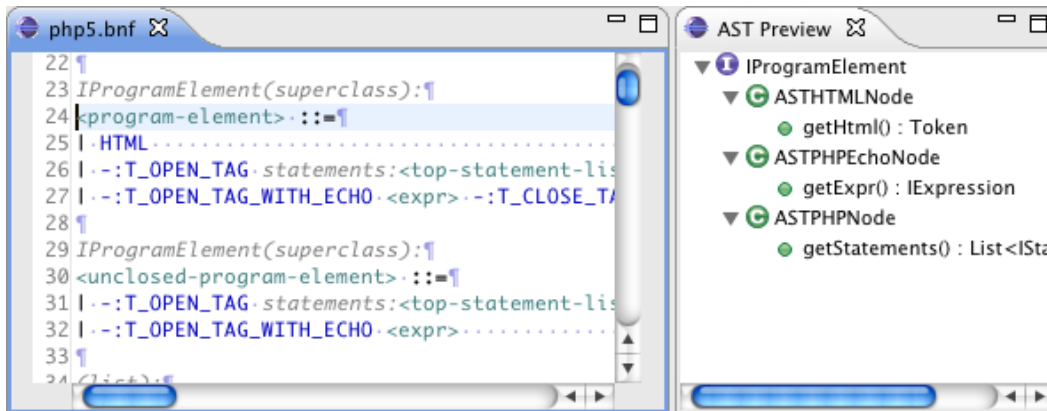 php5.bnf
22 ¶
23 IProgramElement(superclass):¶
24 <program-element>·::=¶
25 |·HTML·······································
26 |·-:T_OPEN_TAG·statements:<top-statement-lis
27 |·-:T_OPEN_TAG_WITH_ECHO·<expr>·-:T_CLOSE_TA
28 ¶
29 IProgramElement(superclass):¶
30 <unclosed-program-element>·::=¶
31 |·-:T_OPEN_TAG·statements:<top-statement-lis
32 |·-:T_OPEN_TAG_WITH_ECHO·<expr>··············
33 ¶
34 (list):¶
AST Preview
I IProgramElement
C ASTHTMLNode
getHtml() : Token
C ASTPHPEchoNode
getExpr() : IExpression
C ASTPHPNode
getStatements() : List<ISta